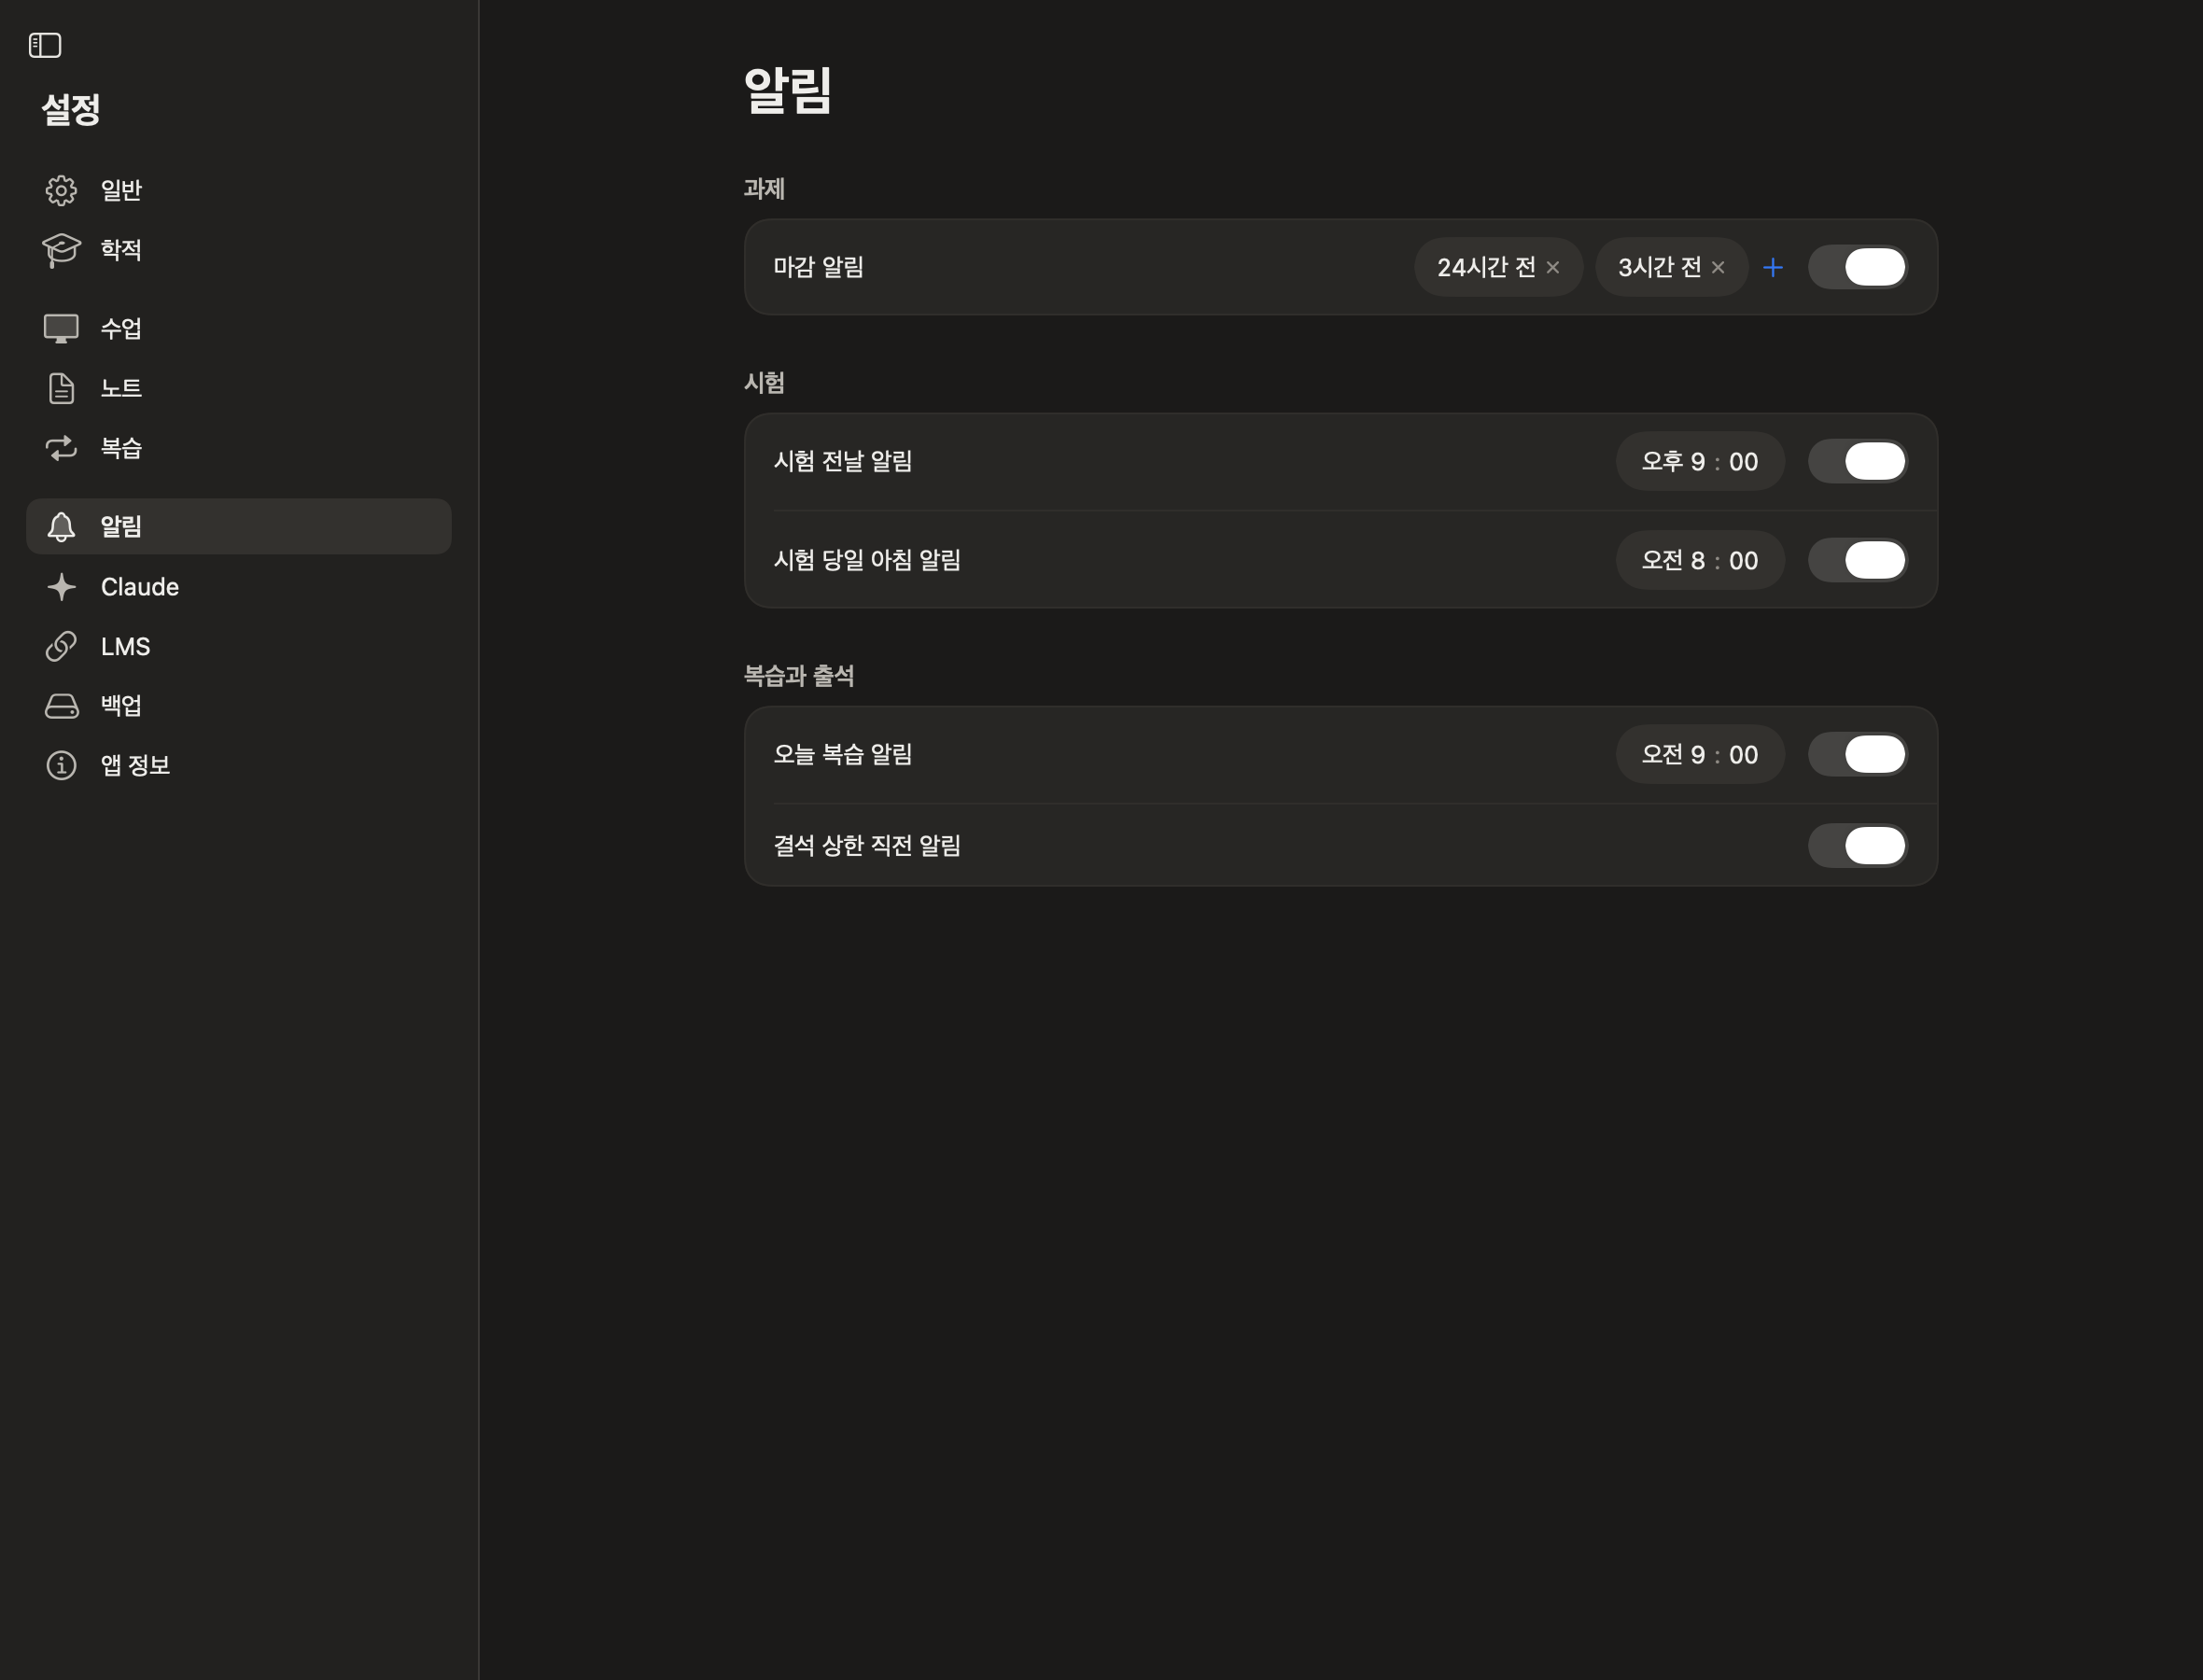 설정
일반
학적
수업
노트
복습
알림
Claude
LMS
백업
앱 정보
알림
과제
마감 알림 24시간 전 × 3시간 전 × +
시험
시험 전날 알림 오후 9 : 00
시험 당일 아침 알림 오전 8 : 00
복습과 출석
오늘 복습 알림 오전 9 : 00
결석 상한 직전 알림